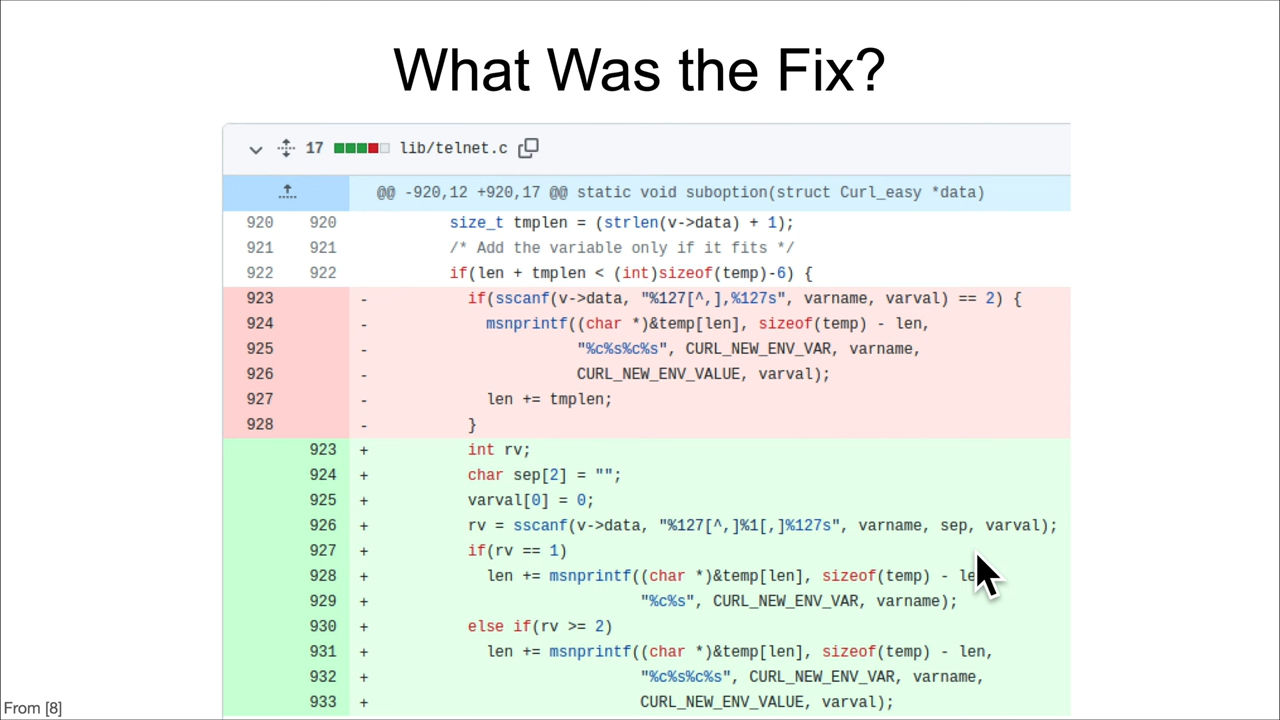 What Was the Fix?
17 lib/telnet.c
@@ -920,12 +920,17 @@ static void suboption(struct Curl_easy *data)
920 920 size_t tmplen = (strlen(v->data) + 1);
921 921 /* Add the variable only if it fits */
922 922 if(len + tmplen < (int)sizeof(temp)-6) {
923 - if(sscanf(v->data, "%127[^,],%127s", varname, varval) == 2) {
924 - msnprintf((char *)&temp[len], sizeof(temp) - len,
925 - "%c%s%c%s", CURL_NEW_ENV_VAR, varname,
926 - CURL_NEW_ENV_VALUE, varval);
927 - len += tmplen;
928 - }
923 + int rv;
924 + char sep[2] = "";
925 + varval[0] = 0;
926 + rv = sscanf(v->data, "%127[^,]%1[,]%127s", varname, sep, varval);
927 + if(rv == 1)
928 + len += msnprintf((char *)&temp[len], sizeof(temp) - le
929 + "%c%s", CURL_NEW_ENV_VAR, varname);
930 + else if(rv >= 2)
931 + len += msnprintf((char *)&temp[len], sizeof(temp) - len,
932 + "%c%s%c%s", CURL_NEW_ENV_VAR, varname,
933 + CURL_NEW_ENV_VALUE, varval);
From [8]